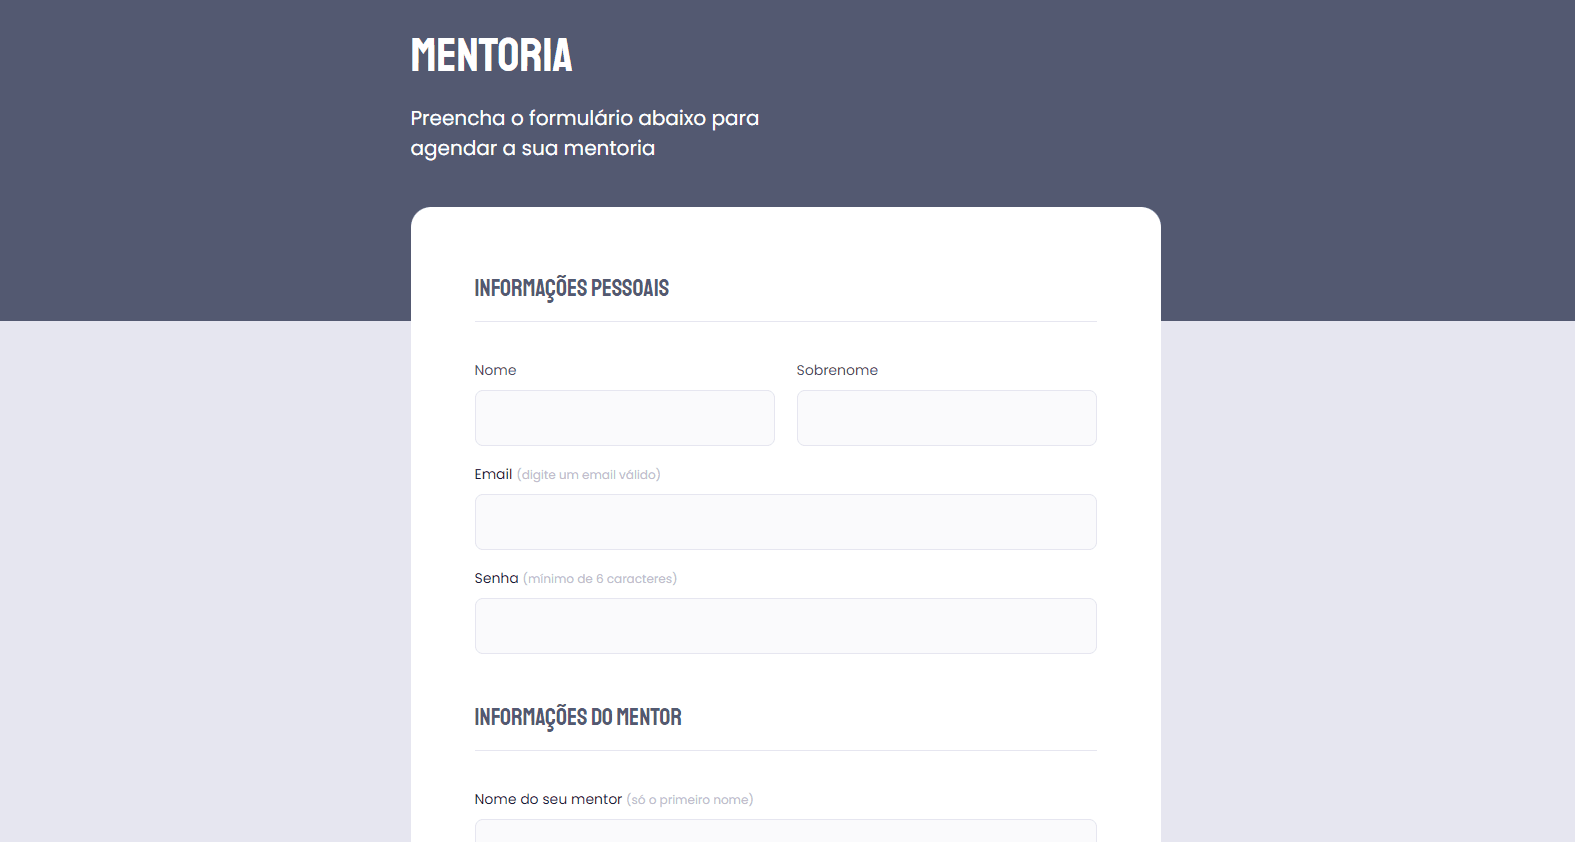 MENTORIA
Preencha o formulário abaixo para
agendar a sua mentoria
INFORMAÇÕES PESSOAIS
Nome
Sobrenome
Email (digite um email válido)
Senha (mínimo de 6 caracteres)
INFORMAÇÕES DO MENTOR
Nome do seu mentor (só o primeiro nome)